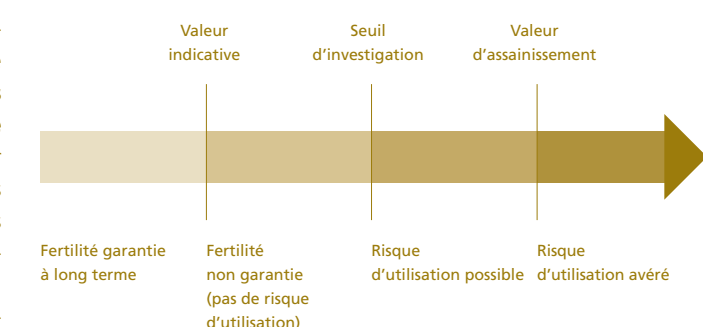 Valeur
indicative
Seuil
d’investigation
Valeur
d’assainissement
Fertilité garantie
à long terme
Fertilité
non garantie
(pas de risque
d’utilisation)
Risque
d’utilisation possible
Risque
d’utilisation avéré